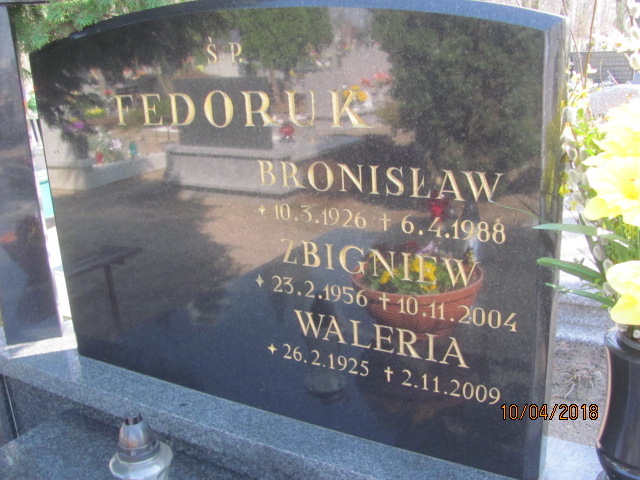 Ś P.
FEDORUK
BRONISŁAW
* 10.3.1926 † 6.4.1988
ZBIGNIEW
* 23.2.1956 † 10.11.2004
WALERIA
* 26.2.1925 † 2.11.2009
10/04/2018